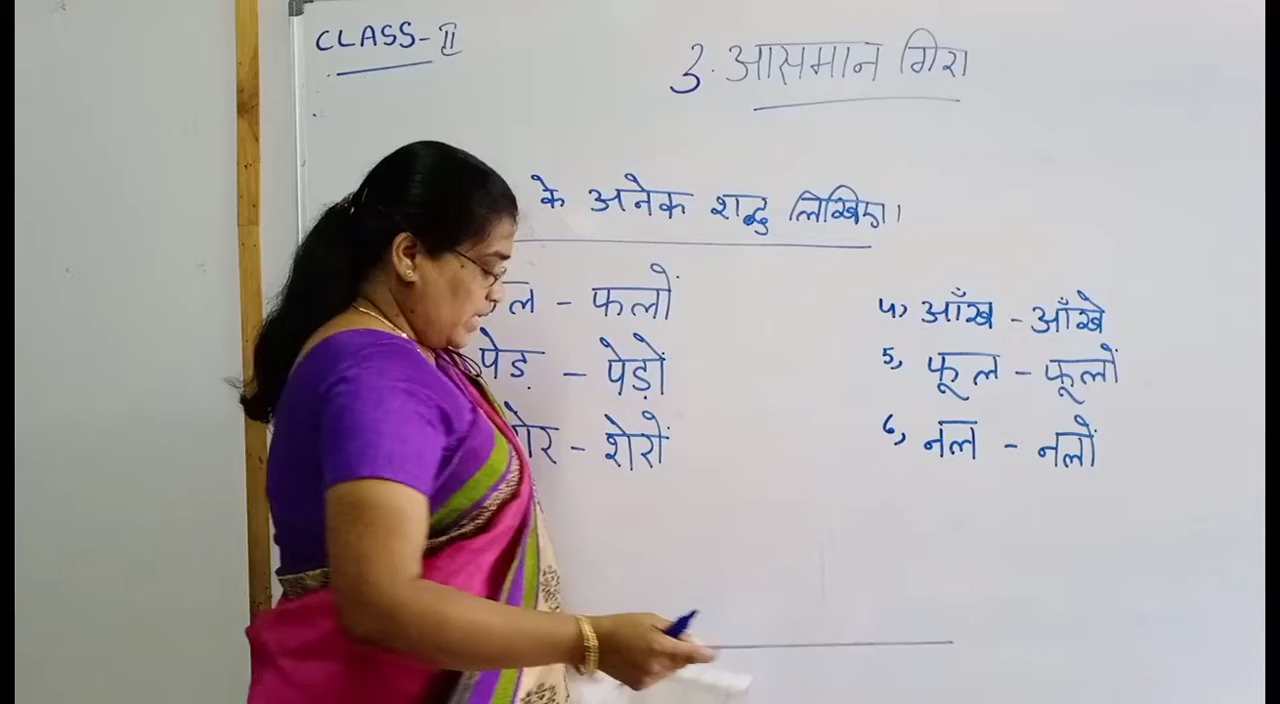 CLASS-II
3. आसमान गिरा
के अनेक शब्द लिखिए।
ल - फलों
पेड़ - पेड़ों
शेर - शेरों
4) आँख - आँखे
5) फूल - फूलों
6) नल - नलों